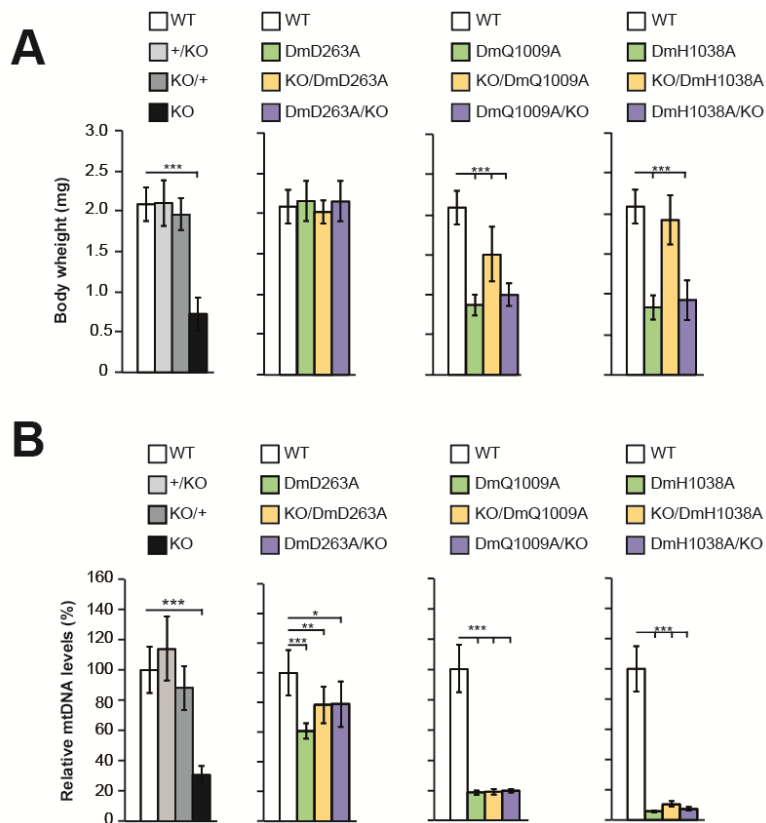 A
WT WT WT WT
+/KO DmD263A DmQ1009A DmH1038A
KO/+ KO/DmD263A KO/DmQ1009A KO/DmH1038A
KO DmD263A/KO DmQ1009A/KO DmH1038A/KO
Body wheight (mg)
3.0
2.5
2.0
1.5
1.0
0.5
0
*** *** ***
B
WT WT WT WT
+/KO DmD263A DmQ1009A DmH1038A
KO/+ KO/DmD263A KO/DmQ1009A KO/DmH1038A
KO DmD263A/KO DmQ1009A/KO DmH1038A/KO
Relative mtDNA levels (%)
160
140
120
100
80
60
40
20
0
***
*
**
***
*** ***